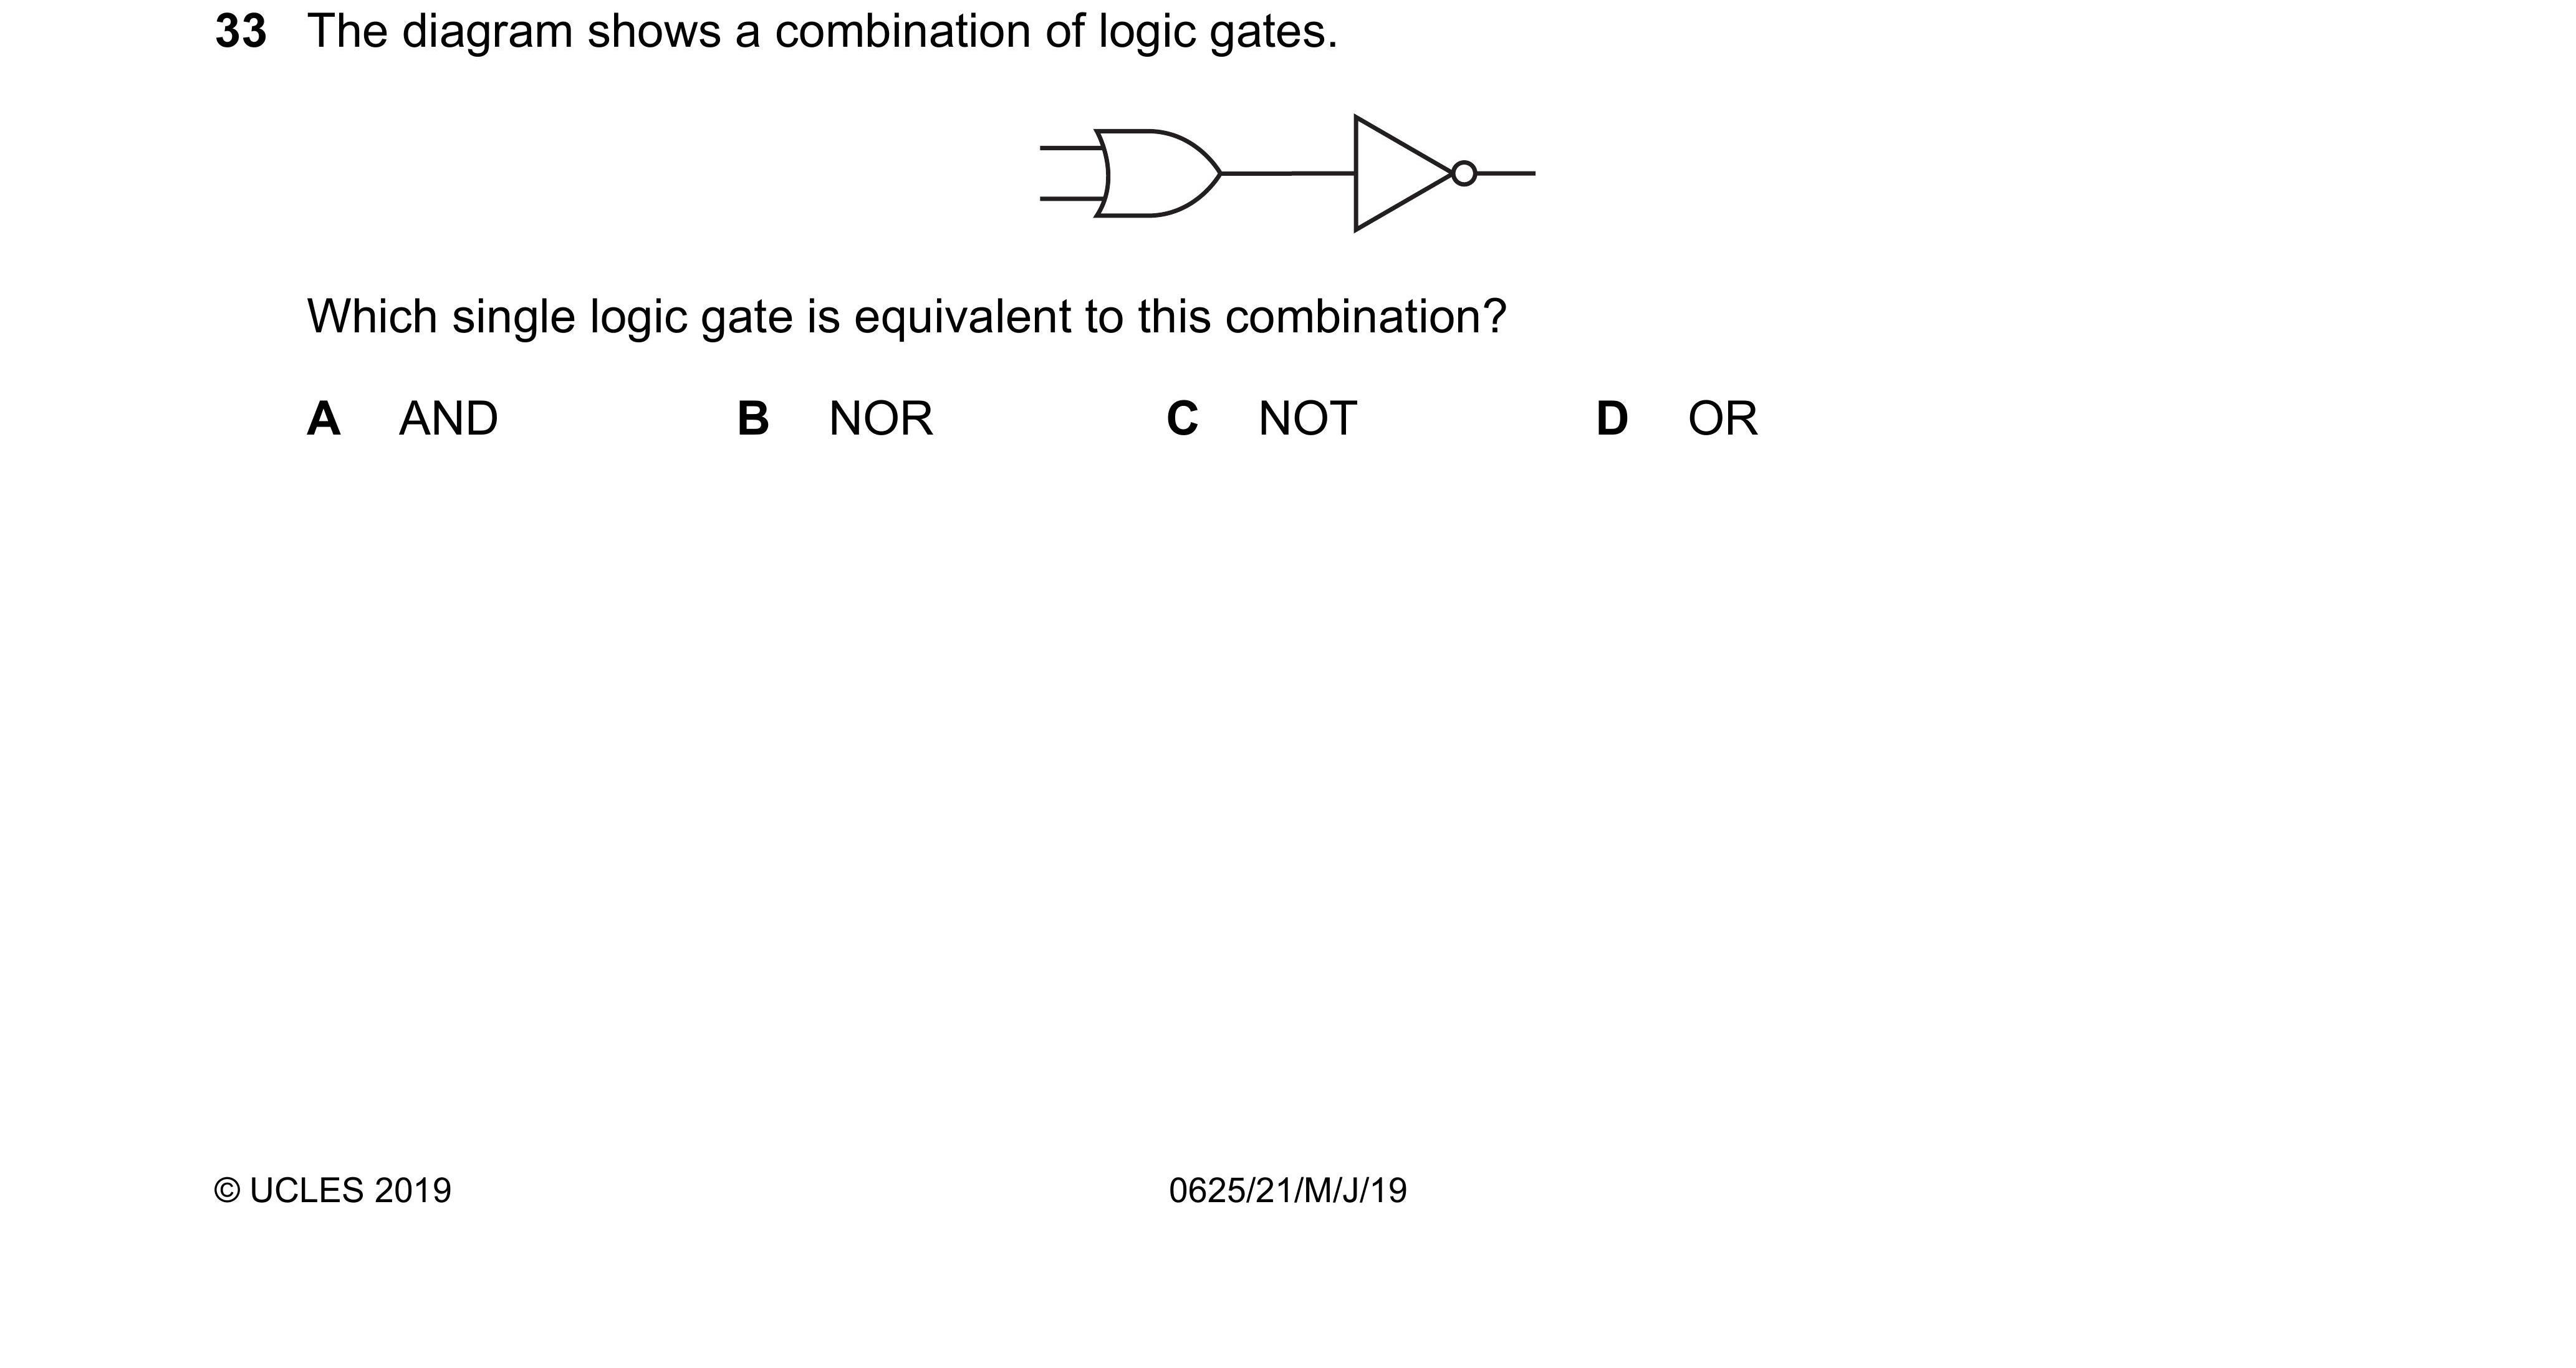 33 The diagram shows a combination of logic gates.
Which single logic gate is equivalent to this combination?
A AND B NOR C NOT D OR
© UCLES 2019 0625/21/M/J/19